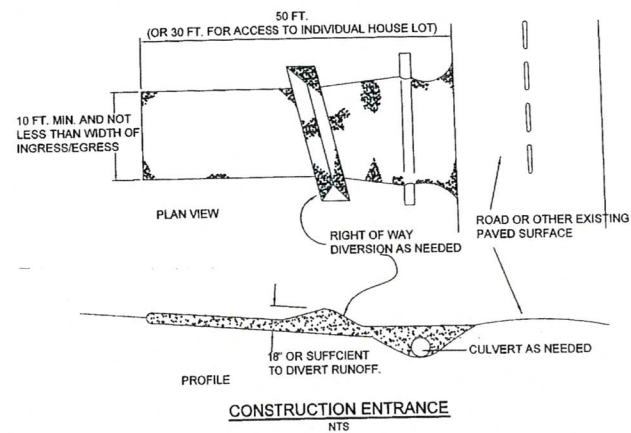 50 FT.
(OR 30 FT. FOR ACCESS TO INDIVIDUAL HOUSE LOT)
10 FT. MIN. AND NOT
LESS THAN WIDTH OF
INGRESS/EGRESS
PLAN VIEW
RIGHT OF WAY
DIVERSION AS NEEDED
ROAD OR OTHER EXISTING
PAVED SURFACE
18" OR SUFFCIENT
TO DIVERT RUNOFF.
CULVERT AS NEEDED
PROFILE
CONSTRUCTION ENTRANCE
NTS